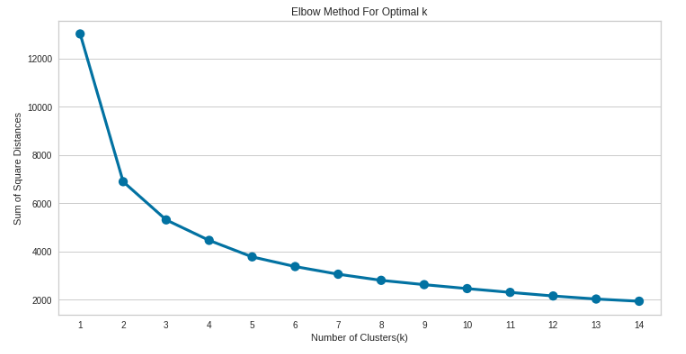 Elbow Method For Optimal k
Sum of Square Distances
12000
10000
8000
6000
4000
2000
1 2 3 4 5 6 7 8 9 10 11 12 13 14
Number of Clusters(k)